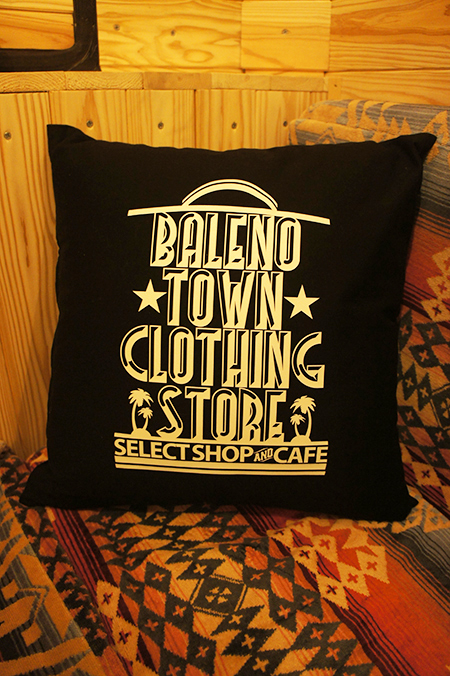 BALENO
TOWN
CLOTHING
STORE
SELECT SHOP AND CAFE